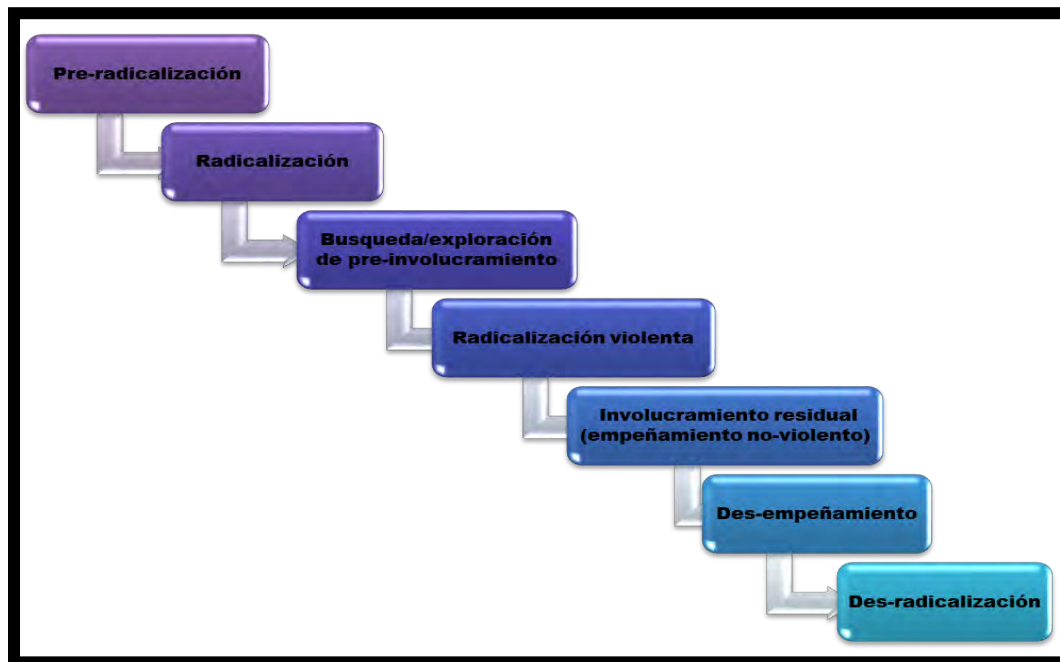 Pre-radicalización
Radicalización
Busqueda/exploración
de pre-involucramiento
Radicalización violenta
Involucramiento residual
(empeñamiento no-violento)
Des-empeñamiento
Des-radicalización